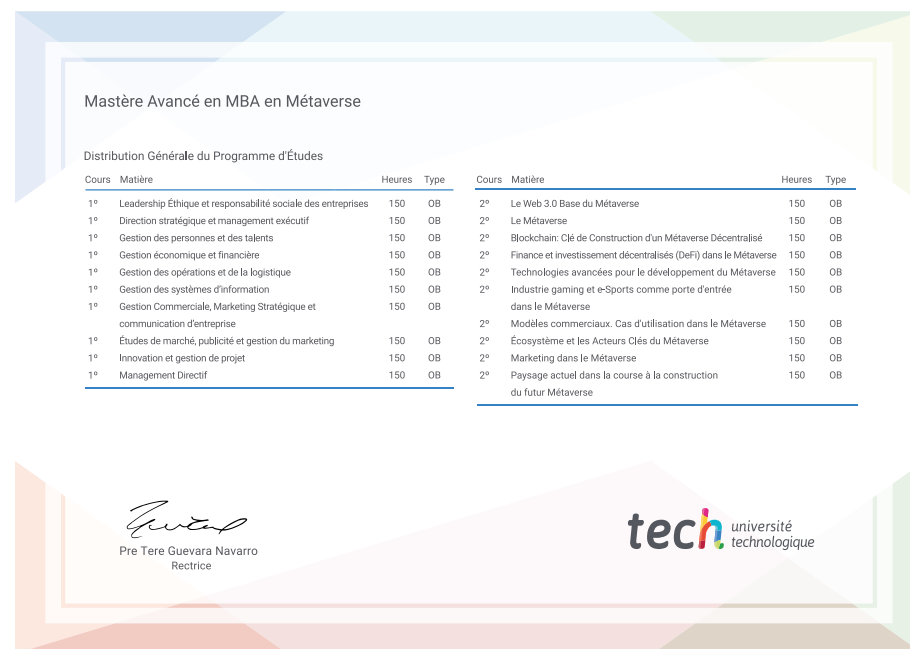 Mastère Avancé en MBA en Métaverse
Distribution Générale du Programme d'Études
Cours Matière Heures Type
1º Leadership Éthique et responsabilité sociale des entreprises 150 OB
1º Direction stratégique et management exécutif 150 OB
1º Gestion des personnes et des talents 150 OB
1º Gestion économique et financière 150 OB
1º Gestion des opérations et de la logistique 150 OB
1º Gestion des systèmes d'information 150 OB
1º Gestion Commerciale, Marketing Stratégique et 150 OB
communication d'entreprise
1º Études de marché, publicité et gestion du marketing 150 OB
1º Innovation et gestion de projet 150 OB
1º Management Directif 150 OB
Cours Matière Heures Type
2º Le Web 3.0 Base du Métaverse 150 OB
2º Le Métaverse 150 OB
2º Blockchain: Clé de Construction d'un Métaverse Décentralisé 150 OB
2º Finance et investissement décentralisés (DeFi) dans le Métaverse 150 OB
2º Technologies avancées pour le développement du Métaverse 150 OB
2º Industrie gaming et e-Sports comme porte d'entrée 150 OB
dans le Métaverse
2º Modèles commerciaux. Cas d'utilisation dans le Métaverse 150 OB
2º Écosystème et les Acteurs Clés du Métaverse 150 OB
2º Marketing dans le Métaverse 150 OB
2º Paysage actuel dans la course à la construction 150 OB
du futur Métaverse
Pre Tere Guevara Navarro
Rectrice
tech université
technologique